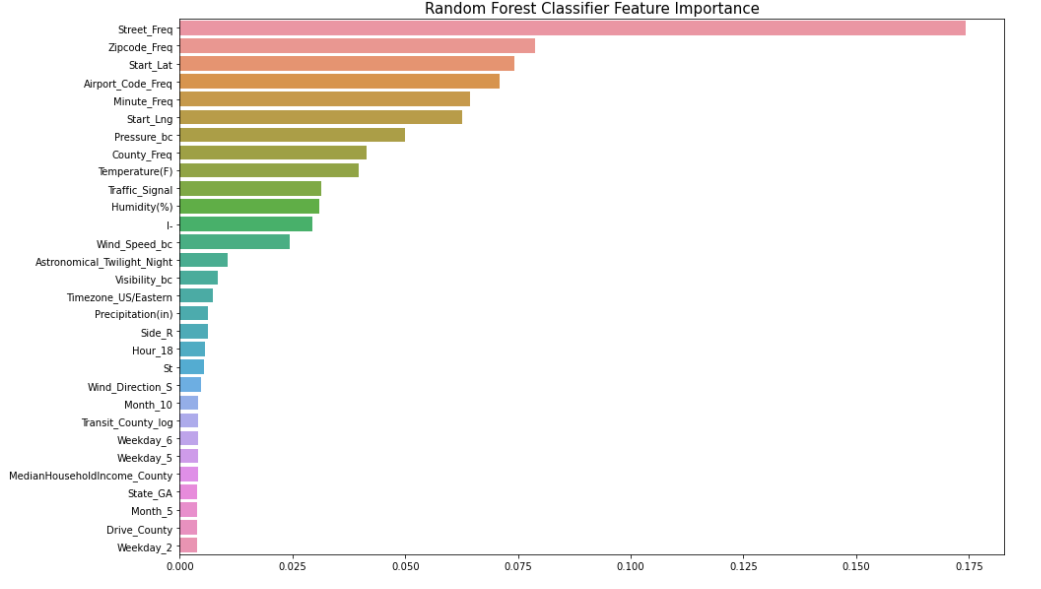 Random Forest Classifier Feature Importance
Street_Freq
Zipcode_Freq
Start_Lat
Airport_Code_Freq
Minute_Freq
Start_Lng
Pressure_bc
County_Freq
Temperature(F)
Traffic_Signal
Humidity(%)
I-
Wind_Speed_bc
Astronomical_Twilight_Night
Visibility_bc
Timezone_US/Eastern
Precipitation(in)
Side_R
Hour_18
St
Wind_Direction_S
Month_10
Transit_County_log
Weekday_6
Weekday_5
MedianHouseholdIncome_County
State_GA
Month_5
Drive_County
Weekday_2
0.000 0.025 0.050 0.075 0.100 0.125 0.150 0.175